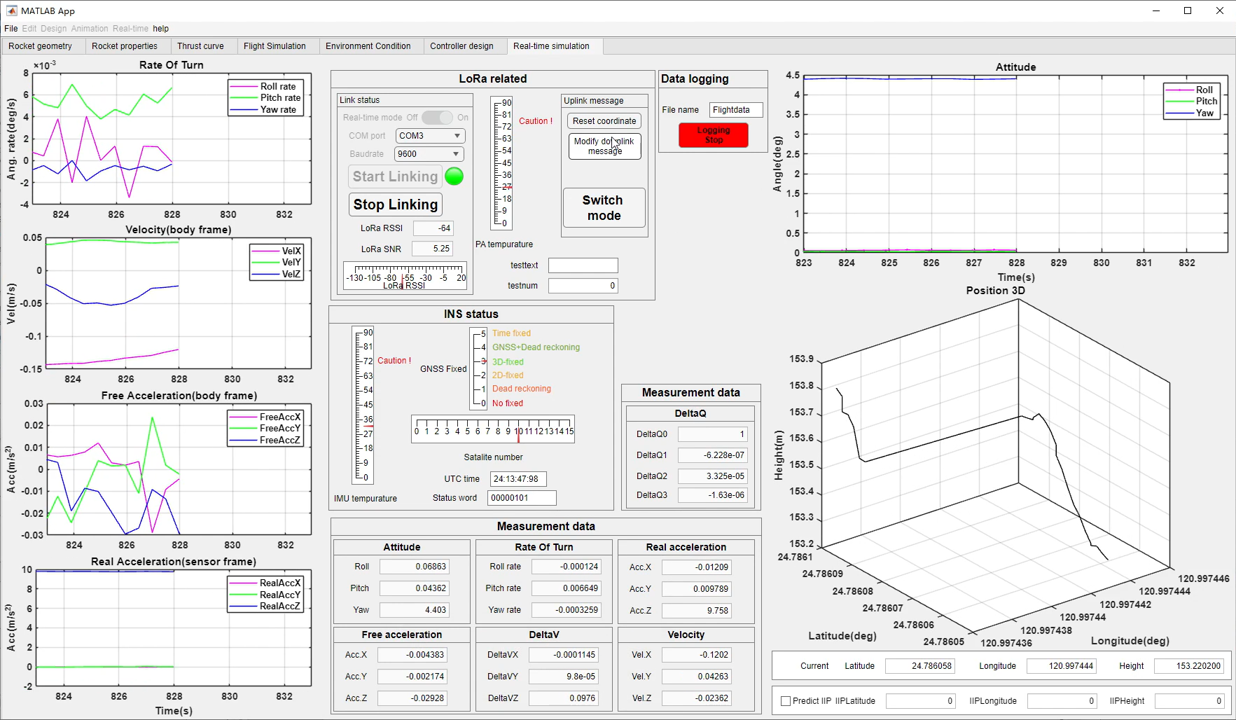 MATLAB App
File Edit Design Animation Real-time help
Rocket geometry Rocket properties Thrust curve Flight Simulation Environment Condition Controller design Real-time simulation
Rate Of Turn
×10⁻³
8
6
4
2
0
-2
-4
Ang. rate(deg/s)
Roll rate
Pitch rate
Yaw rate
824 826 828 830 832
Velocity(body frame)
0.05
0
-0.05
-0.1
-0.15
Vel(m/s)
VelX
VelY
VelZ
824 826 828 830 832
Free Acceleration(body frame)
0.03
0.02
0.01
0
-0.01
-0.02
-0.03
Acc(m/s²)
FreeAccX
FreeAccY
FreeAccZ
824 826 828 830 832
Real Acceleration(sensor frame)
10
8
6
4
2
0
-2
Acc(m/s²)
RealAccX
RealAccY
RealAccZ
824 826 828 830 832
Time(s)
LoRa related
Link status
Real-time mode Off On
COM port COM3
Baudrate 9600
Start Linking
Stop Linking
LoRa RSSI -64
LoRa SNR 5.25
-130 -105 -80 -55 -30 -5 20
LoRa RSSI
90
81
72
63
54
45
36
27
18
9
0
Caution !
PA tempurature
Uplink message
Reset coordinate
Modify downlink
message
Switch
mode
testtext
testnum 0
Data logging
File name Flightdata
Logging
Stop
INS status
90
81
72
63
54
45
36
27
18
9
0
Caution !
IMU tempurature
GNSS Fixed
5 Time fixed
4 GNSS+Dead reckoning
3 3D-fixed
2 2D-fixed
1 Dead reckoning
0 No fixed
0 1 2 3 4 5 6 7 8 9 10 11 12 13 14 15
Satalite number
UTC time 24:13:47:98
Status word 00000101
Measurement data
DeltaQ
DeltaQ0 1
DeltaQ1 -6.228e-07
DeltaQ2 3.325e-05
DeltaQ3 -1.63e-06
Measurement data
Attitude
Roll 0.06863
Pitch 0.04362
Yaw 4.403
Rate Of Turn
Roll rate -0.000124
Pitch rate 0.006649
Yaw rate -0.0003259
Real acceleration
Acc.X -0.01209
Acc.Y 0.009789
Acc.Z 9.758
Free acceleration
Acc.X -0.004383
Acc.Y -0.002174
Acc.Z -0.02928
DeltaV
DeltaVX -0.0001145
DeltaVY 9.8e-05
DeltaVZ 0.0976
Velocity
Vel.X -0.1202
Vel.Y 0.04263
Vel.Z -0.02362
Attitude
4.5
4
3.5
3
2.5
2
1.5
1
0.5
0
Angle(deg)
Roll
Pitch
Yaw
823 824 825 826 827 828 829 830 831 832
Time(s)
Position 3D
153.9
153.8
153.7
153.6
153.5
153.4
153.3
153.2
Height(m)
24.7861
24.78609
24.78608
24.78607
24.78606
24.78605
Latitude(deg)
120.997446
120.997444
120.997442
120.99744
120.997438
120.997436
Longitude(deg)
Current Latitude 24.786058 Longitude 120.997444 Height 153.220200
Predict IIP IIPLatitude 0 IIPLongitude 0 IIPHeight 0